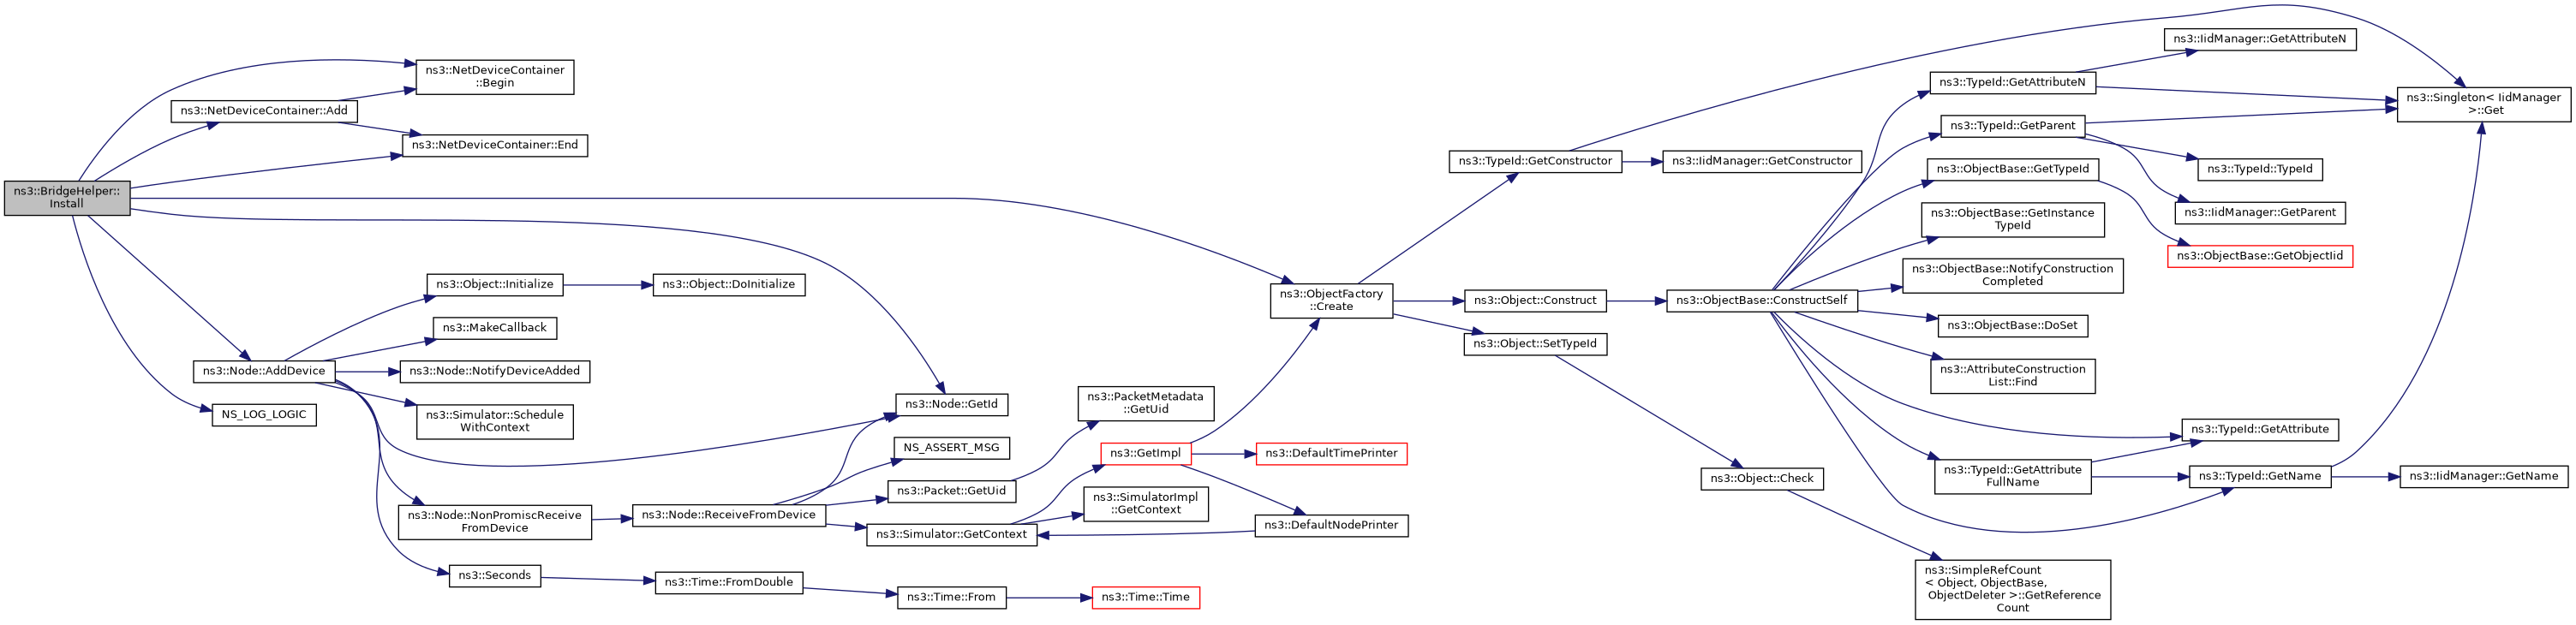 ns3::BridgeHelper::
Install
ns3::NetDeviceContainer
::Begin
ns3::NetDeviceContainer::Add
ns3::NetDeviceContainer::End
ns3::Object::Initialize
ns3::Object::DoInitialize
ns3::MakeCallback
ns3::Node::AddDevice
ns3::Node::NotifyDeviceAdded
NS_LOG_LOGIC
ns3::Simulator::Schedule
WithContext
ns3::Node::NonPromiscReceive
FromDevice
ns3::Seconds
ns3::Node::ReceiveFromDevice
ns3::Time::FromDouble
ns3::Node::GetId
NS_ASSERT_MSG
ns3::Packet::GetUid
ns3::Simulator::GetContext
ns3::Time::From
ns3::PacketMetadata
::GetUid
ns3::GetImpl
ns3::SimulatorImpl
::GetContext
ns3::Time::Time
ns3::ObjectFactory
::Create
ns3::DefaultTimePrinter
ns3::DefaultNodePrinter
ns3::TypeId::GetConstructor
ns3::Object::Construct
ns3::Object::SetTypeId
ns3::IidManager::GetConstructor
ns3::ObjectBase::ConstructSelf
ns3::Object::Check
ns3::TypeId::GetAttributeN
ns3::TypeId::GetParent
ns3::ObjectBase::GetTypeId
ns3::ObjectBase::GetInstance
TypeId
ns3::ObjectBase::NotifyConstruction
Completed
ns3::ObjectBase::DoSet
ns3::AttributeConstruction
List::Find
ns3::TypeId::GetAttribute
FullName
ns3::SimpleRefCount
< Object, ObjectBase,
ObjectDeleter >::GetReference
Count
ns3::IidManager::GetAttributeN
ns3::TypeId::TypeId
ns3::IidManager::GetParent
ns3::ObjectBase::GetObjectIid
ns3::TypeId::GetAttribute
ns3::TypeId::GetName
ns3::Singleton< IidManager
>::Get
ns3::IidManager::GetName